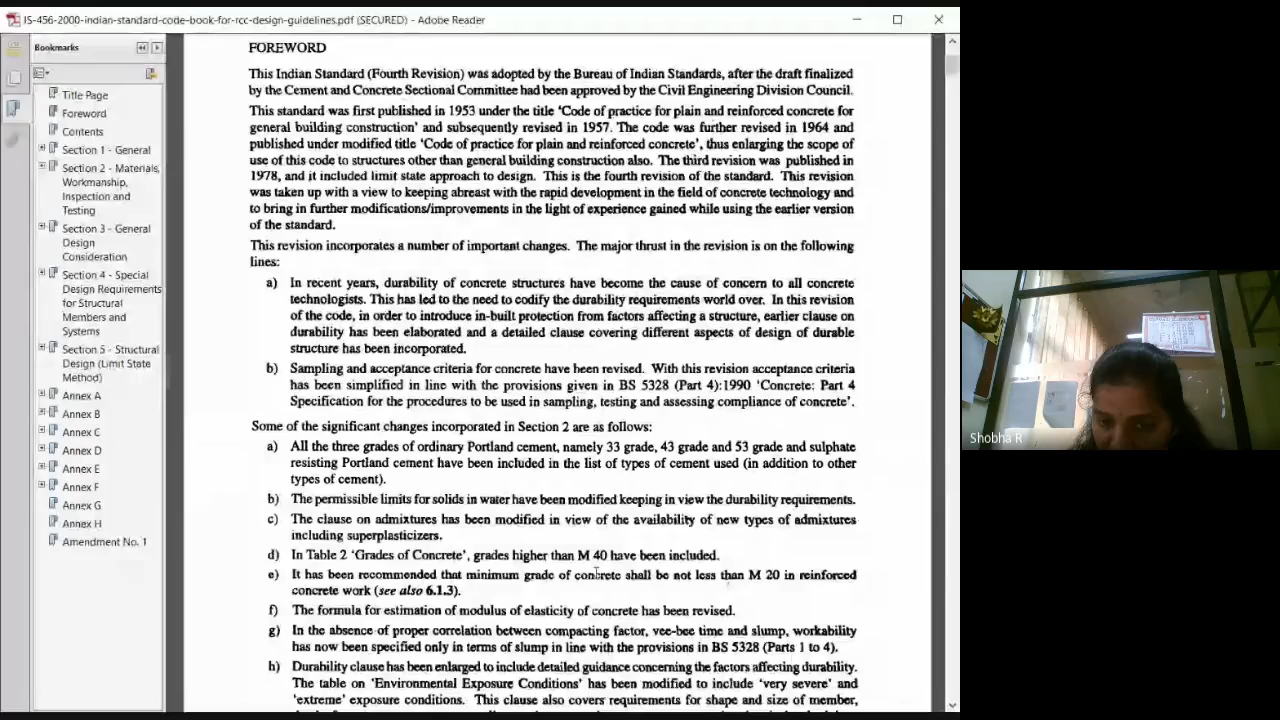 IS-456-2000-indian-standard-code-book-for-rcc-design-guidelines.pdf (SECURED) - Adobe Reader
Bookmarks
Title Page
Foreword
Contents
Section 1 - General
Section 2 - Materials,
Workmanship,
Inspection and
Testing
Section 3 - General
Design
Consideration
Section 4 - Special
Design Requirements
for Structural
Members and
Systems
Section 5 - Structural
Design (Limit State
Method)
Annex A
Annex B
Annex C
Annex D
Annex E
Annex F
Annex G
Annex H
Amendment No. 1
FOREWORD
This Indian Standard (Fourth Revision) was adopted by the Bureau of Indian Standards, after the draft finalized
by the Cement and Concrete Sectional Committee had been approved by the Civil Engineering Division Council.
This standard was first published in 1953 under the title 'Code of practice for plain and reinforced concrete for
general building construction' and subsequently revised in 1957. The code was further revised in 1964 and
published under modified title 'Code of practice for plain and reinforced concrete', thus enlarging the scope of
use of this code to structures other than general building construction also. The third revision was published in
1978, and it included limit state approach to design. This is the fourth revision of the standard. This revision
was taken up with a view to keeping abreast with the rapid development in the field of concrete technology and
to bring in further modifications/improvements in the light of experience gained while using the earlier version
of the standard.
This revision incorporates a number of important changes. The major thrust in the revision is on the following
lines:
a) In recent years, durability of concrete structures have become the cause of concern to all concrete
technologists. This has led to the need to codify the durability requirements world over. In this revision
of the code, in order to introduce in-built protection from factors affecting a structure, earlier clause on
durability has been elaborated and a detailed clause covering different aspects of design of durable
structure has been incorporated.
b) Sampling and acceptance criteria for concrete have been revised. With this revision acceptance criteria
has been simplified in line with the provisions given in BS 5328 (Part 4):1990 'Concrete: Part 4
Specification for the procedures to be used in sampling, testing and assessing compliance of concrete'.
Some of the significant changes incorporated in Section 2 are as follows:
a) All the three grades of ordinary Portland cement, namely 33 grade, 43 grade and 53 grade and sulphate
resisting Portland cement have been included in the list of types of cement used (in addition to other
types of cement).
b) The permissible limits for solids in water have been modified keeping in view the durability requirements.
c) The clause on admixtures has been modified in view of the availability of new types of admixtures
including superplasticizers.
d) In Table 2 'Grades of Concrete', grades higher than M 40 have been included.
e) It has been recommended that minimum grade of concrete shall be not less than M 20 in reinforced
concrete work (see also 6.1.3).
f) The formula for estimation of modulus of elasticity of concrete has been revised.
g) In the absence of proper correlation between compacting factor, vee-bee time and slump, workability
has now been specified only in terms of slump in line with the provisions in BS 5328 (Parts 1 to 4).
h) Durability clause has been enlarged to include detailed guidance concerning the factors affecting durability.
The table on 'Environmental Exposure Conditions' has been modified to include 'very severe' and
'extreme' exposure conditions. This clause also covers requirements for shape and size of member,
Shobha R